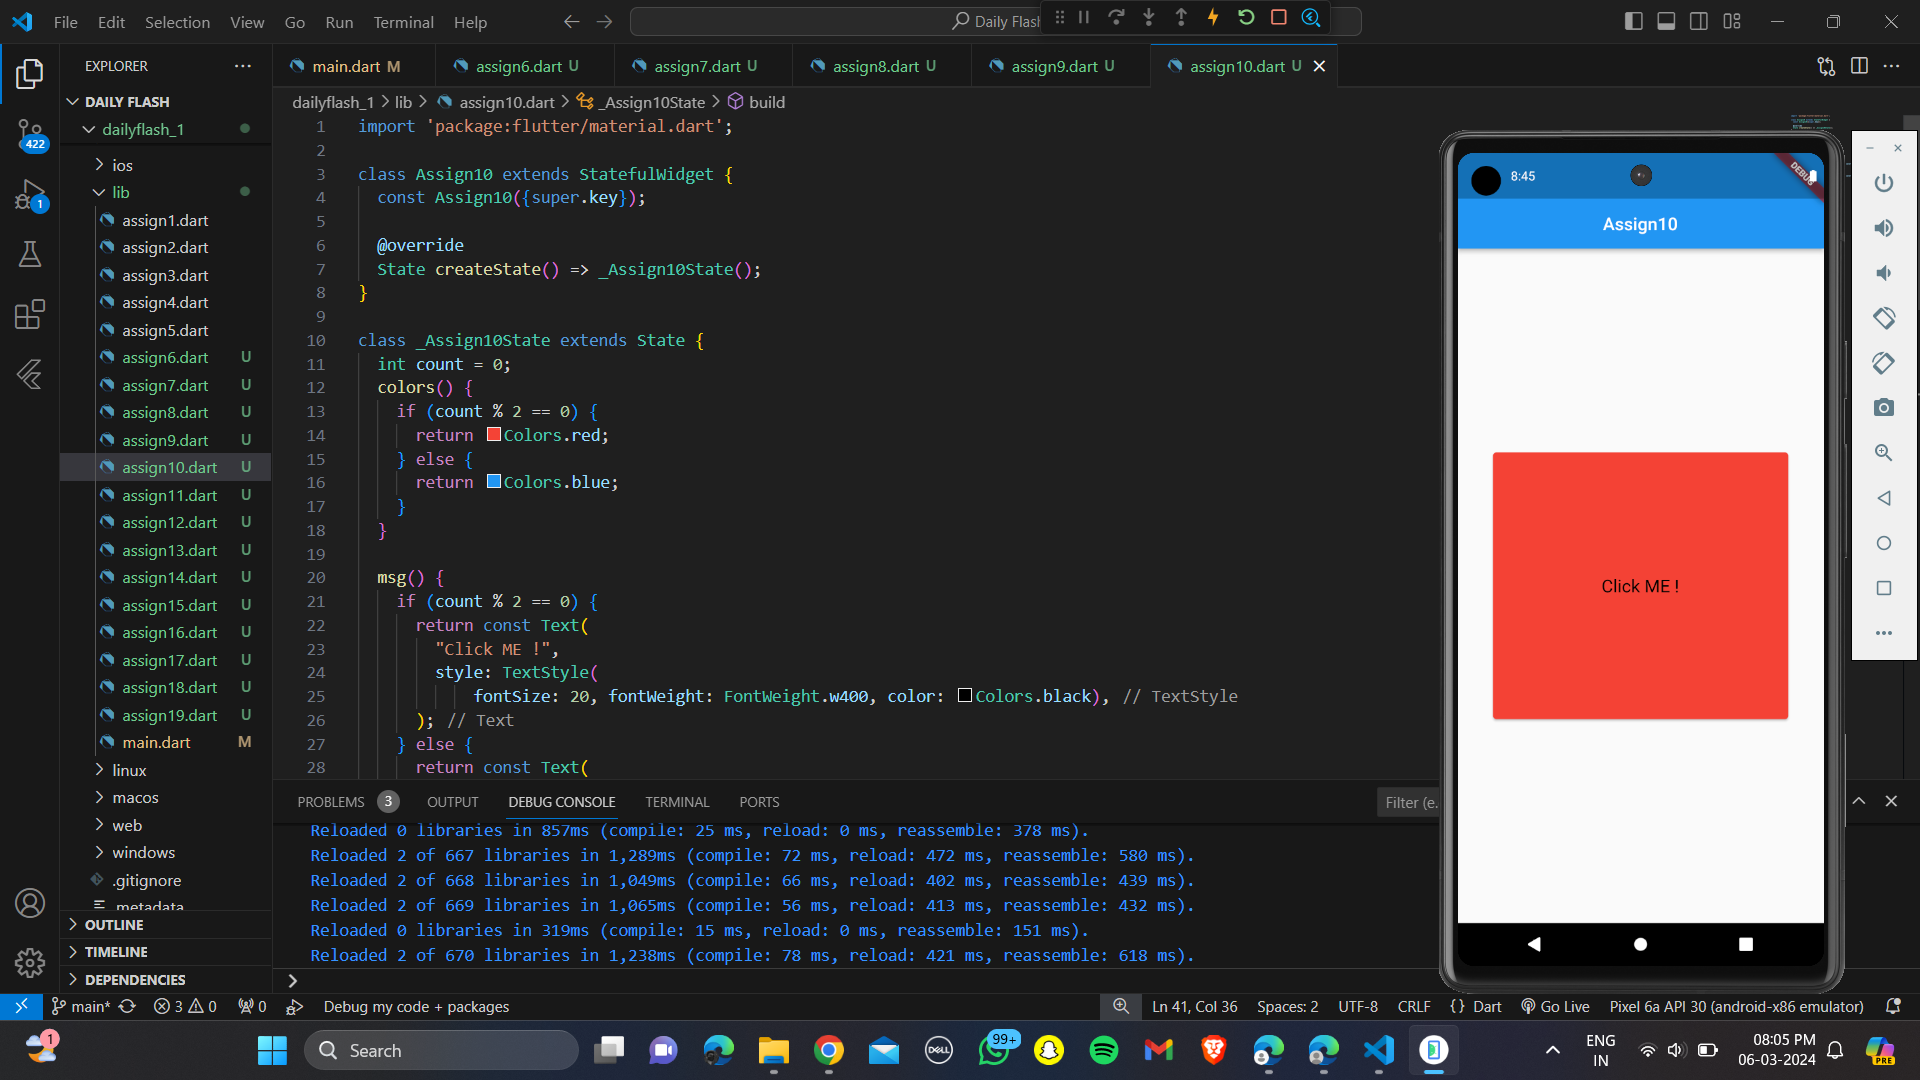 File Edit Selection View Go Run Terminal Help
Daily Flash
EXPLORER
main.dart M
assign6.dart U
assign7.dart U
assign8.dart U
assign9.dart U
assign10.dart U
dailyflash_1 > lib > assign10.dart > _Assign10State > build
DAILY FLASH
dailyflash_1
ios
lib
assign1.dart
assign2.dart
assign3.dart
assign4.dart
assign5.dart
assign6.dart U
assign7.dart U
assign8.dart U
assign9.dart U
assign10.dart U
assign11.dart U
assign12.dart U
assign13.dart U
assign14.dart U
assign15.dart U
assign16.dart U
assign17.dart U
assign18.dart U
assign19.dart U
main.dart M
linux
macos
web
windows
.gitignore
.metadata
OUTLINE
TIMELINE
DEPENDENCIES
422
1
1 import 'package:flutter/material.dart';
2
3 class Assign10 extends StatefulWidget {
4 const Assign10({super.key});
5
6 @override
7 State createState() => _Assign10State();
8 }
9
10 class _Assign10State extends State {
11 int count = 0;
12 colors() {
13 if (count % 2 == 0) {
14 return Colors.red;
15 } else {
16 return Colors.blue;
17 }
18 }
19
20 msg() {
21 if (count % 2 == 0) {
22 return const Text(
23 "Click ME !",
24 style: TextStyle(
25 fontSize: 20, fontWeight: FontWeight.w400, color: Colors.black), // TextStyle
26 ); // Text
27 } else {
28 return const Text(
PROBLEMS 3 OUTPUT DEBUG CONSOLE TERMINAL PORTS
Filter (e.
Reloaded 0 libraries in 857ms (compile: 25 ms, reload: 0 ms, reassemble: 378 ms).
Reloaded 2 of 667 libraries in 1,289ms (compile: 72 ms, reload: 472 ms, reassemble: 580 ms).
Reloaded 2 of 668 libraries in 1,049ms (compile: 66 ms, reload: 402 ms, reassemble: 439 ms).
Reloaded 2 of 669 libraries in 1,065ms (compile: 56 ms, reload: 413 ms, reassemble: 432 ms).
Reloaded 0 libraries in 319ms (compile: 15 ms, reload: 0 ms, reassemble: 151 ms).
Reloaded 2 of 670 libraries in 1,238ms (compile: 78 ms, reload: 421 ms, reassemble: 618 ms).
8:45
DEBUG
Assign10
Click ME !
main* 3 0 0 Debug my code + packages
Ln 41, Col 36 Spaces: 2 UTF-8 CRLF {} Dart Go Live Pixel 6a API 30 (android-x86 emulator)
1
Search
DELL
99+
ENG
IN
08:05 PM
06-03-2024
PRE